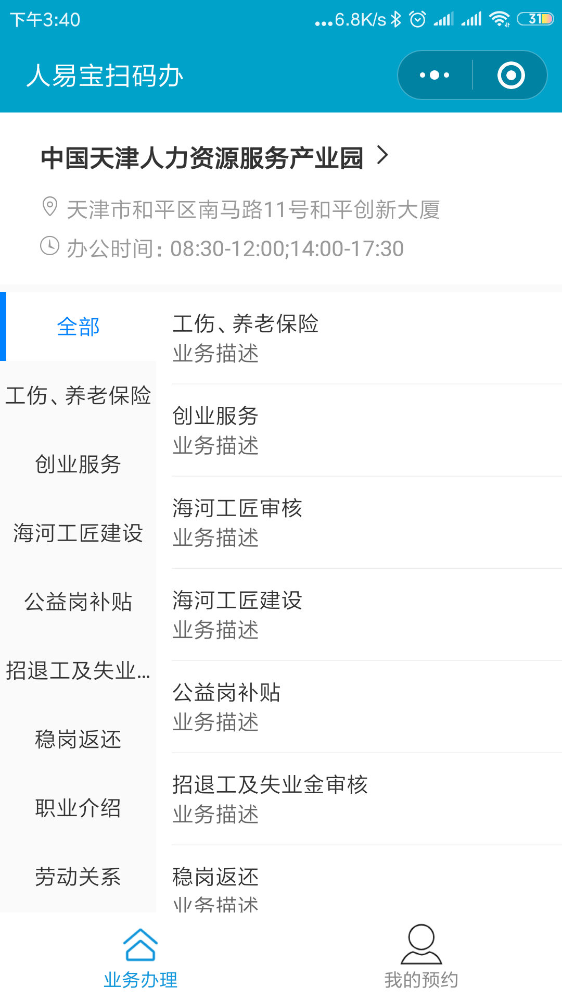 下午3:40
...6.8K/s
31
人易宝扫码办
中国天津人力资源服务产业园
天津市和平区南马路11号和平创新大厦
办公时间：08:30-12:00;14:00-17:30
全部
工伤、养老保险
创业服务
海河工匠建设
公益岗补贴
招退工及失业...
稳岗返还
职业介绍
劳动关系
工伤、养老保险
业务描述
创业服务
业务描述
海河工匠审核
业务描述
海河工匠建设
业务描述
公益岗补贴
业务描述
招退工及失业金审核
业务描述
稳岗返还
业务描述
业务办理
我的预约